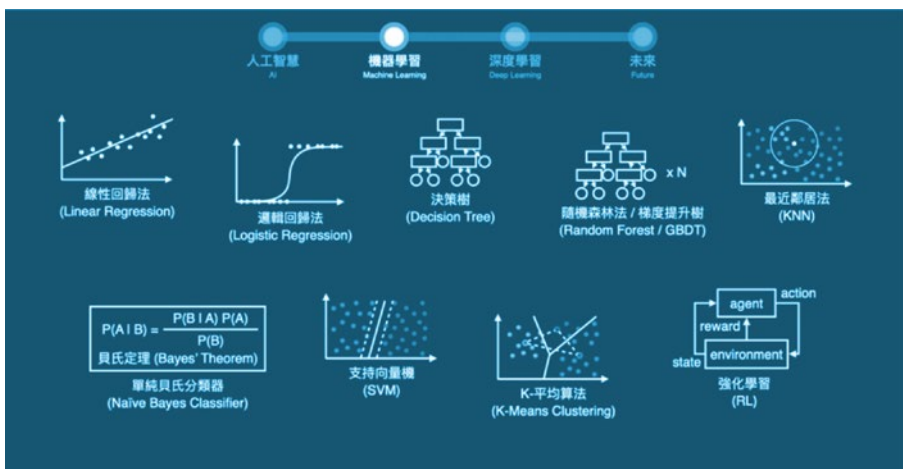 人工智慧
AI
機器學習
Machine Learning
深度學習
Deep Learning
未來
Future
線性回歸法
(Linear Regression)
邏輯回歸法
(Logistic Regression)
決策樹
(Decision Tree)
x N
隨機森林法 / 梯度提升樹
(Random Forest / GBDT)
最近鄰居法
(KNN)
P(A I B) = P(B I A) P(A)
P(B)
貝氏定理 (Bayes' Theorem)
單純貝氏分類器
(Naïve Bayes Classifier)
支持向量機
(SVM)
K-平均算法
(K-Means Clustering)
agent
action
reward
state
environment
強化學習
(RL)